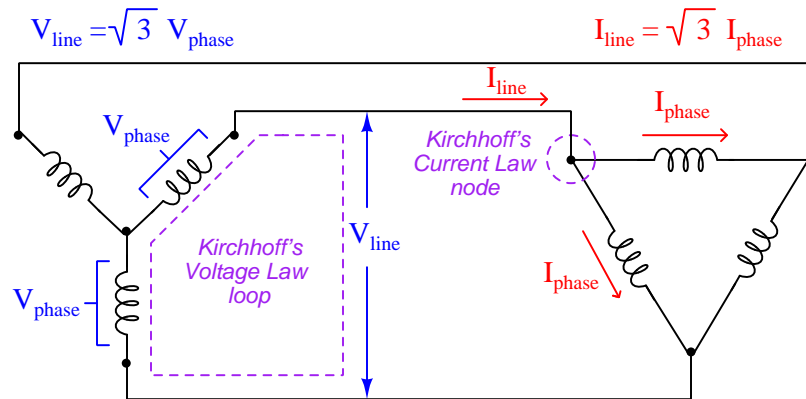 V_line = √3 V_phase
I_line = √3 I_phase
I_line
I_phase
V_phase
Kirchhoff's
Current Law
node
V_line
Kirchhoff's
Voltage Law
loop
I_phase
V_phase